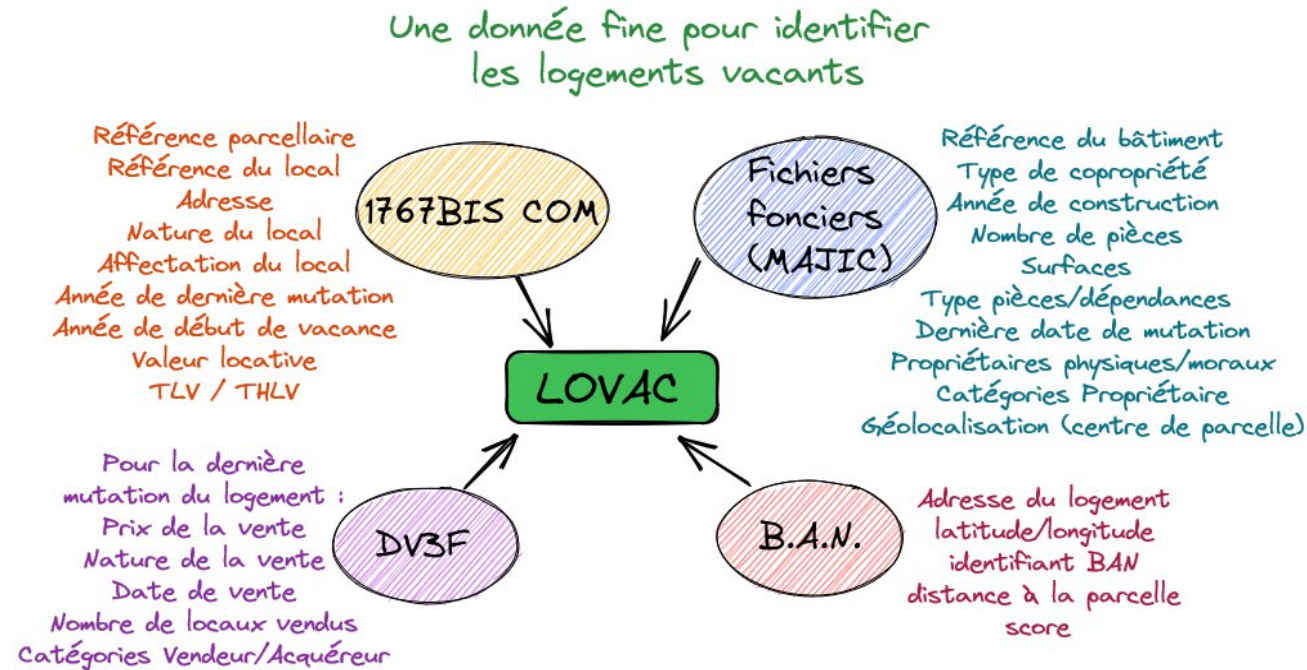 Une donnée fine pour identifier
les logements vacants
Référence parcellaire
Référence du local
Adresse
Nature du local
Affectation du local
Année de dernière mutation
Année de début de vacance
Valeur locative
TLV / THLV
1767BIS COM
Fichiers
fonciers
(MAJIC)
Référence du bâtiment
Type de copropriété
Année de construction
Nombre de pièces
Surfaces
Type pièces/dépendances
Dernière date de mutation
Propriétaires physiques/moraux
Catégories Propriétaire
Géolocalisation (centre de parcelle)
LOVAC
Pour la dernière
mutation du logement :
Prix de la vente
Nature de la vente
Date de vente
Nombre de locaux vendus
Catégories Vendeur/Acquéreur
DV3F
B.A.N.
Adresse du logement
latitude/longitude
identifiant BAN
distance à la parcelle
score